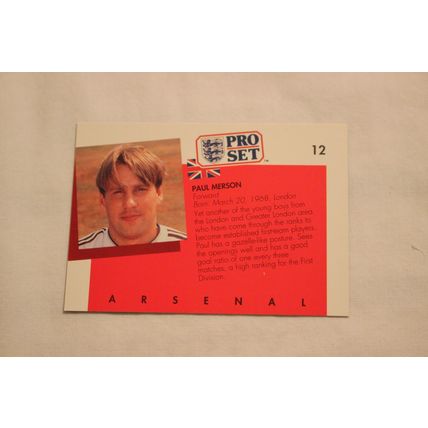 PRO
SET™
12
PAUL MERSON
Forward
Born: March 20, 1968, London
Yet another of the young boys from
the London and Greater London area
who have come through the ranks to
become established first-team players.
Paul has a gazelle-like posture. Sees
the openings well and has a good
goal ratio of one every three
matches, a high ranking for the First
Division.
ARSENAL